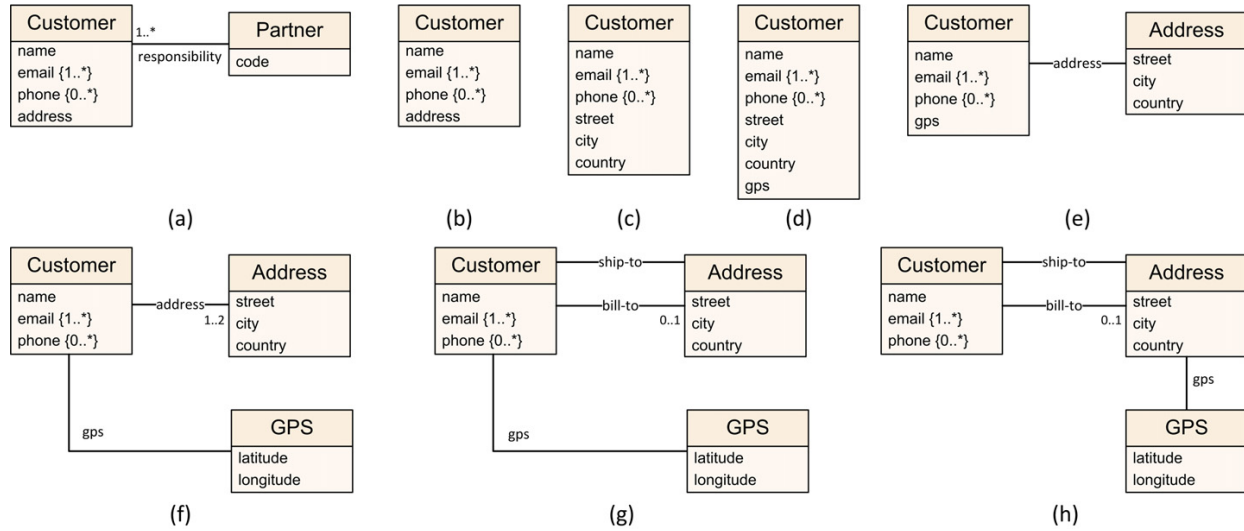 Customer
name
email {1..*}
phone {0..*}
address
1..*
responsibility
Partner
code
(a)
Customer
name
email {1..*}
phone {0..*}
address
(b)
Customer
name
email {1..*}
phone {0..*}
street
city
country
(c)
Customer
name
email {1..*}
phone {0..*}
street
city
country
gps
(d)
Customer
name
email {1..*}
phone {0..*}
gps
address
Address
street
city
country
(e)
Customer
name
email {1..*}
phone {0..*}
address
1..2
Address
street
city
country
gps
GPS
latitude
longitude
(f)
Customer
name
email {1..*}
phone {0..*}
ship-to
bill-to
0..1
Address
street
city
country
gps
GPS
latitude
longitude
(g)
Customer
name
email {1..*}
phone {0..*}
ship-to
bill-to
0..1
Address
street
city
country
gps
GPS
latitude
longitude
(h)